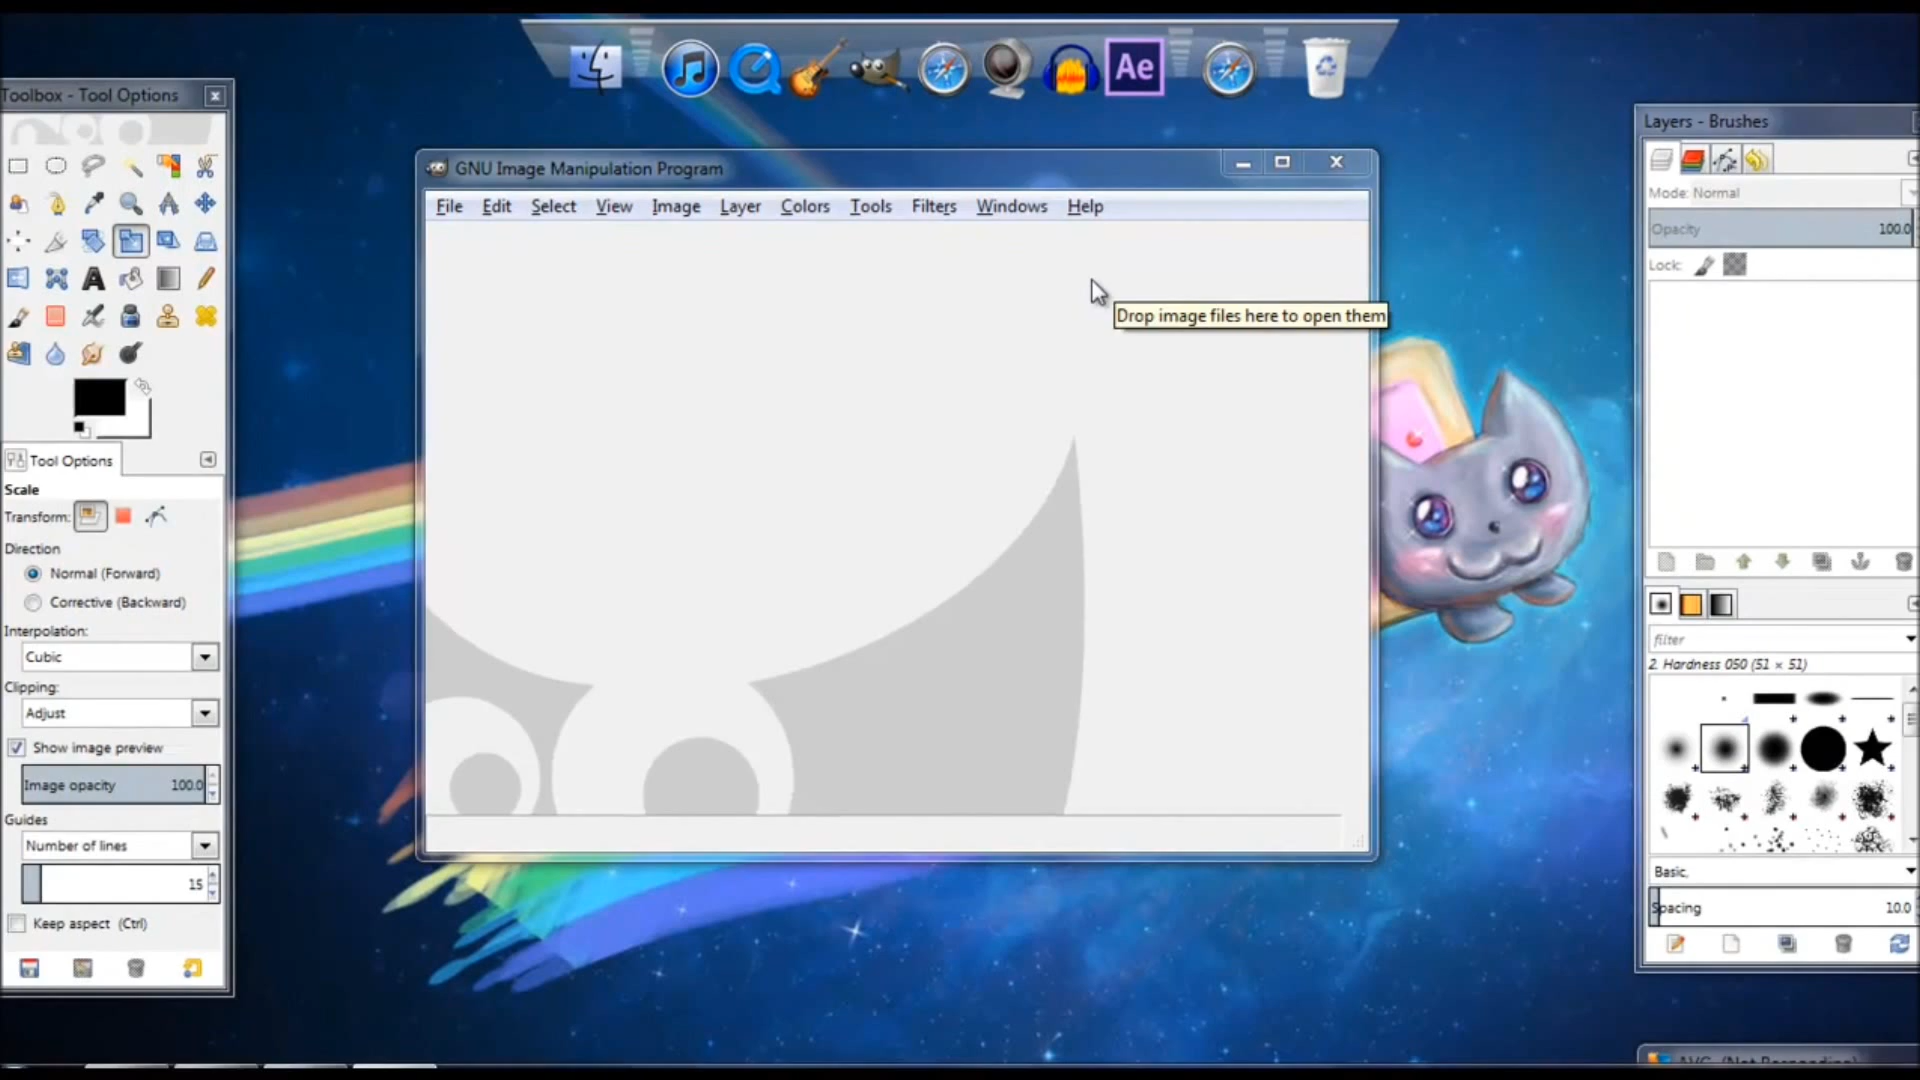 Ae
Toolbox - Tool Options
Tool Options
Scale
Transform:
Direction
Normal (Forward)
Corrective (Backward)
Interpolation:
Cubic
Clipping:
Adjust
Show image preview
Image opacity 100.0
Guides
Number of lines
15
Keep aspect (Ctrl)
GNU Image Manipulation Program
File Edit Select View Image Layer Colors Tools Filters Windows Help
Drop image files here to open them
Layers - Brushes
Mode: Normal
Opacity 100.0
Lock:
filter
2. Hardness 050 (51 × 51)
Basic,
Spacing 10.0
AVG (Not Responding)